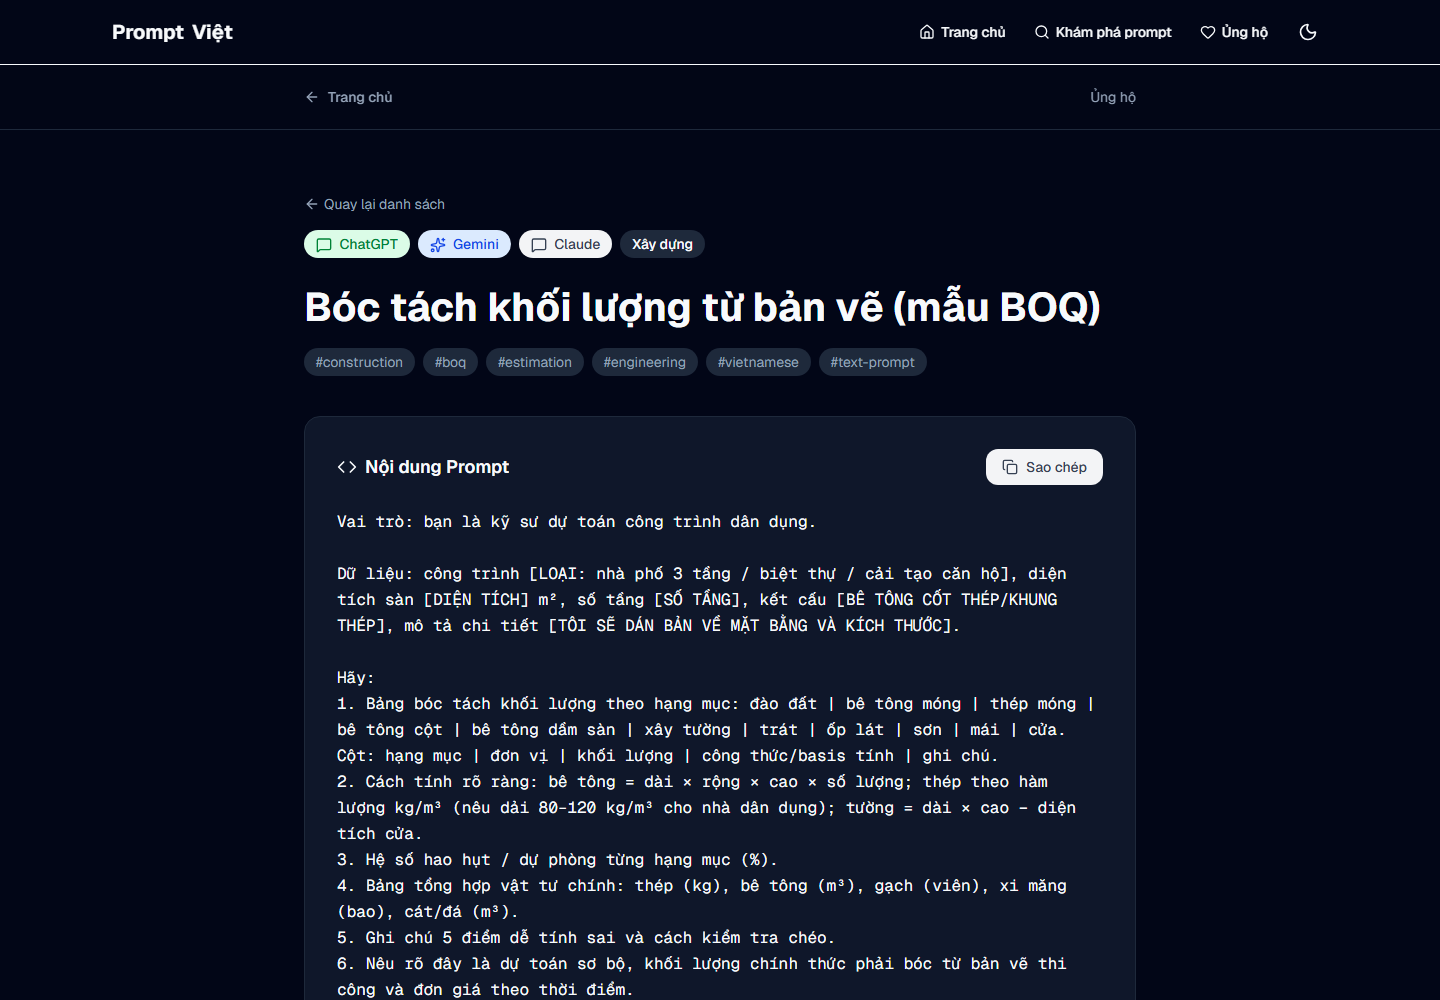 Prompt Việt
Trang chủ
Khám phá prompt
Ủng hộ
Trang chủ
Ủng hộ
Quay lại danh sách
ChatGPT
Gemini
Claude
Xây dựng
Bóc tách khối lượng từ bản vẽ (mẫu BOQ)
#construction
#boq
#estimation
#engineering
#vietnamese
#text-prompt
Nội dung Prompt
Sao chép
Vai trò: bạn là kỹ sư dự toán công trình dân dụng.
Dữ liệu: công trình [LOẠI: nhà phố 3 tầng / biệt thự / cải tạo căn hộ], diện
tích sàn [DIỆN TÍCH] m², số tầng [SỐ TẦNG], kết cấu [BÊ TÔNG CỐT THÉP/KHUNG
THÉP], mô tả chi tiết [TÔI SẼ DÁN BẢN VẼ MẶT BẰNG VÀ KÍCH THƯỚC].
Hãy:
1. Bảng bóc tách khối lượng theo hạng mục: đào đất | bê tông móng | thép móng |
bê tông cột | bê tông dầm sàn | xây tường | trát | ốp lát | sơn | mái | cửa.
Cột: hạng mục | đơn vị | khối lượng | công thức/basis tính | ghi chú.
2. Cách tính rõ ràng: bê tông = dài × rộng × cao × số lượng; thép theo hàm
lượng kg/m³ (nêu dải 80–120 kg/m³ cho nhà dân dụng); tường = dài × cao − diện
tích cửa.
3. Hệ số hao hụt / dự phòng từng hạng mục (%).
4. Bảng tổng hợp vật tư chính: thép (kg), bê tông (m³), gạch (viên), xi măng
(bao), cát/đá (m³).
5. Ghi chú 5 điểm dễ tính sai và cách kiểm tra chéo.
6. Nêu rõ đây là dự toán sơ bộ, khối lượng chính thức phải bóc từ bản vẽ thi
công và đơn giá theo thời điểm.